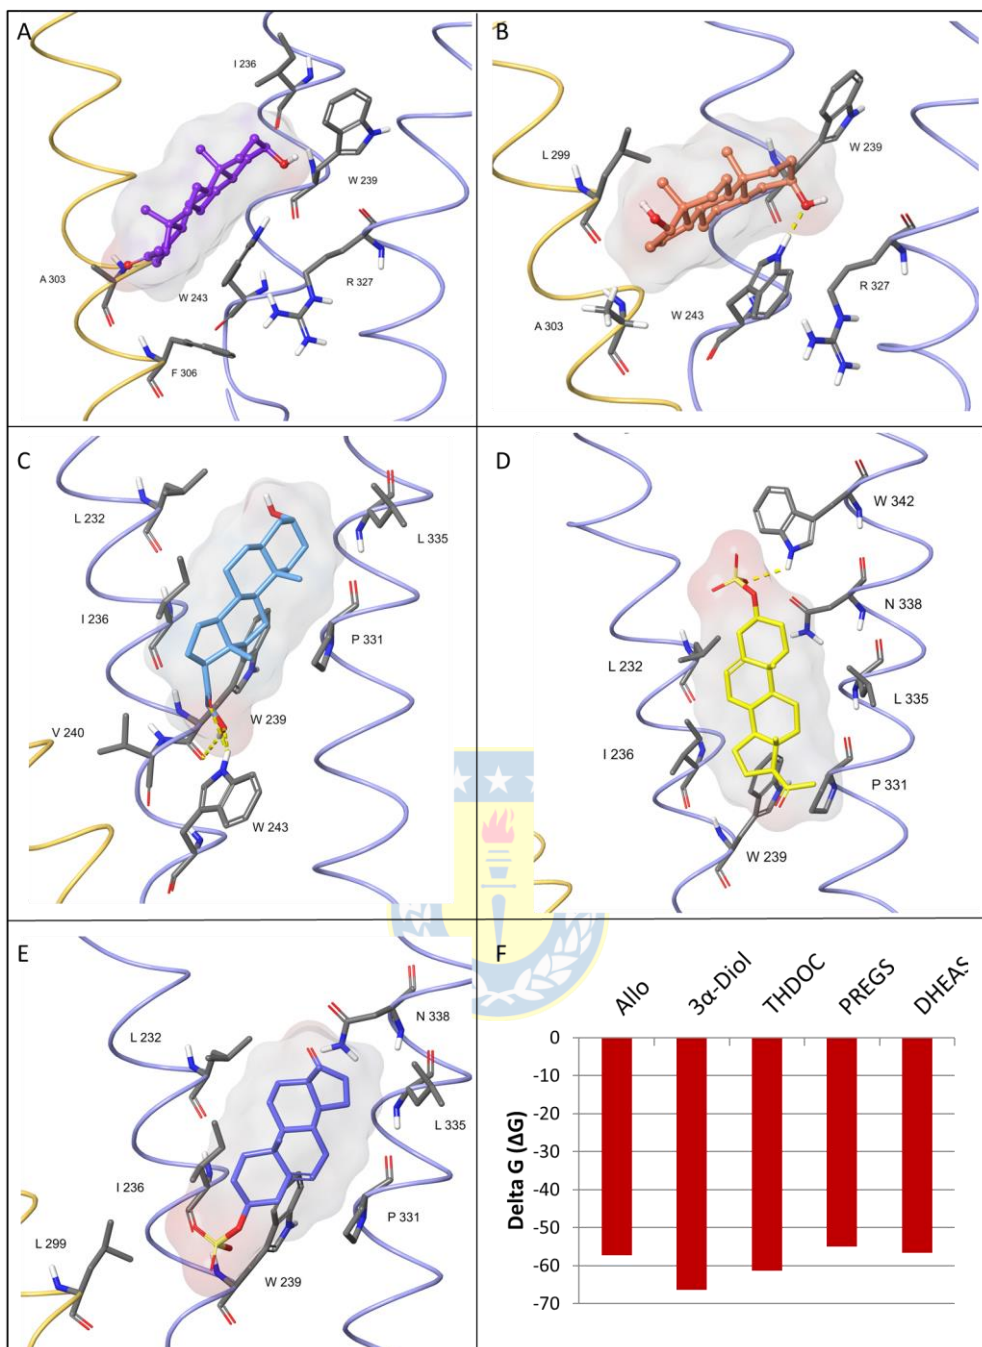 A
I 236
W 239
A 303
W 243
R 327
F 306
B
L 299
W 239
A 303
W 243
R 327
C
L 232
L 335
I 236
P 331
V 240
W 239
W 243
D
W 342
N 338
L 232
L 335
I 236
P 331
W 239
E
N 338
L 232
L 335
I 236
P 331
L 299
W 239
F
Allo
3α-Diol
THDOC
PREGS
DHEAS
Delta G (ΔG)
0
-10
-20
-30
-40
-50
-60
-70